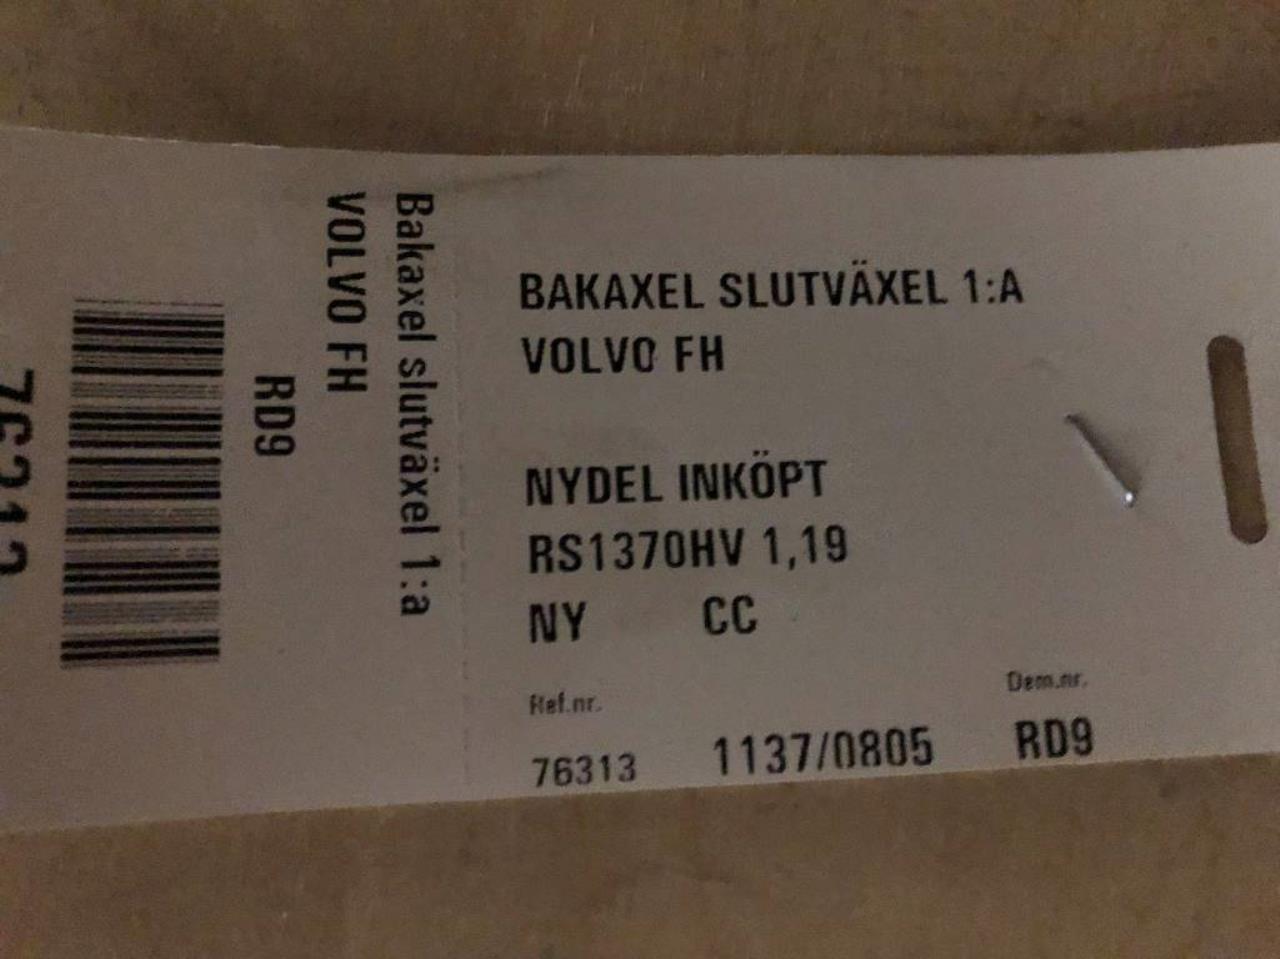 BAKAXEL SLUTVÄXEL 1:A
VOLVO FH
NYDEL INKÖPT
RS1370HV 1,19
NY CC
Ref.nr. Dem.nr.
76313 1137/0805 RD9
Bakaxel slutväxel 1:a
VOLVO FH
RD9
76313